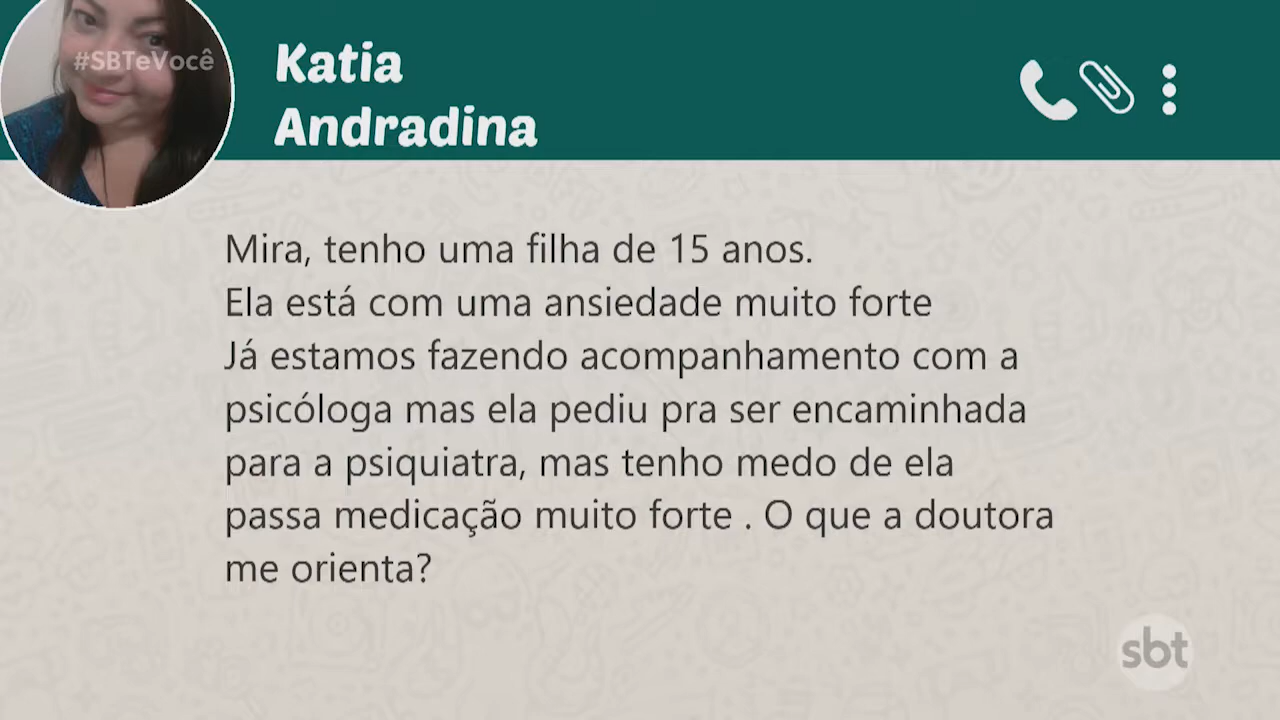 #SBTeVocê
Katia
Andradina
Mira, tenho uma filha de 15 anos.
Ela está com uma ansiedade muito forte
Já estamos fazendo acompanhamento com a
psicóloga mas ela pediu pra ser encaminhada
para a psiquiatra, mas tenho medo de ela
passa medicação muito forte . O que a doutora
me orienta?
sbt